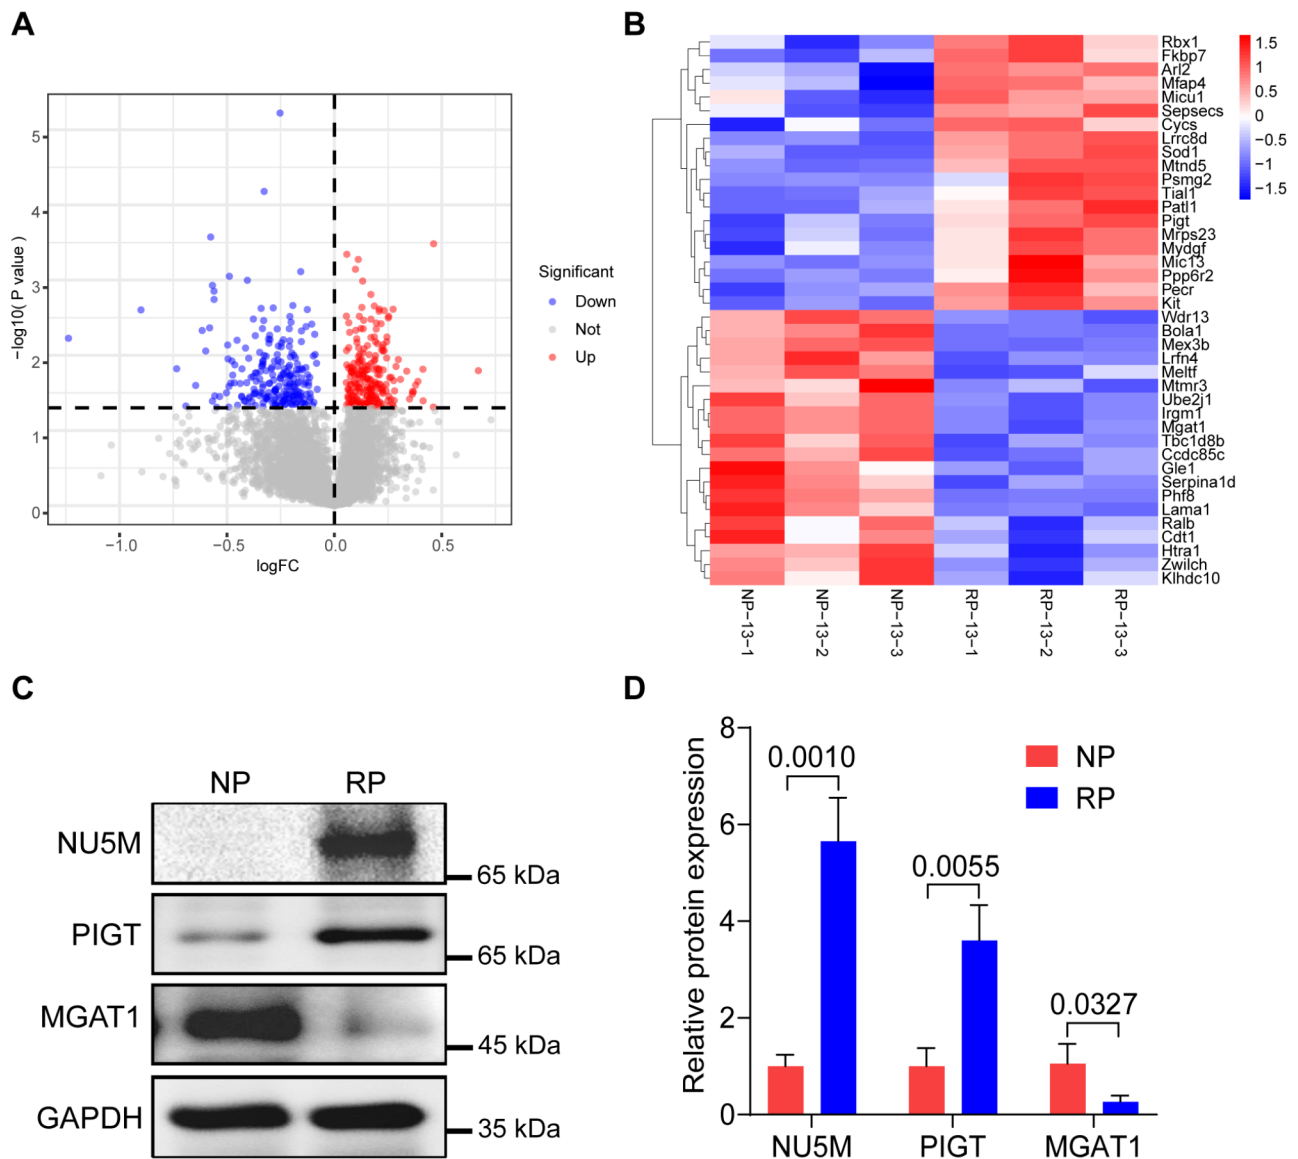 A
−log10( P value )
5
4
3
2
1
0
−1.0
−0.5
0.0
0.5
logFC
Significant
Down
Not
Up
B
Rbx1
Fkbp7
Arl2
Mfap4
Micu1
Sepsecs
Cycs
Lrrc8d
Sod1
Mtnd5
Psmg2
Tial1
Patl1
Pigt
Mrps23
Mydgf
Mic13
Ppp6r2
Pecr
Kit
Wdr13
Bola1
Mex3b
Lrfn4
Meltf
Mtmr3
Ube2j1
Irgm1
Mgat1
Tbc1d8b
Ccdc85c
Gle1
Serpina1d
Phf8
Lama1
Ralb
Cdt1
Htra1
Zwilch
Klhdc10
1.5
1
0.5
0
−0.5
−1
−1.5
NP−13−1
NP−13−2
NP−13−3
RP−13−1
RP−13−2
RP−13−3
C
NP RP
NU5M
65 kDa
PIGT
65 kDa
MGAT1
45 kDa
GAPDH
35 kDa
D
Relative protein expression
8
6
4
2
0
0.0010
0.0055
0.0327
NP
RP
NU5M PIGT MGAT1